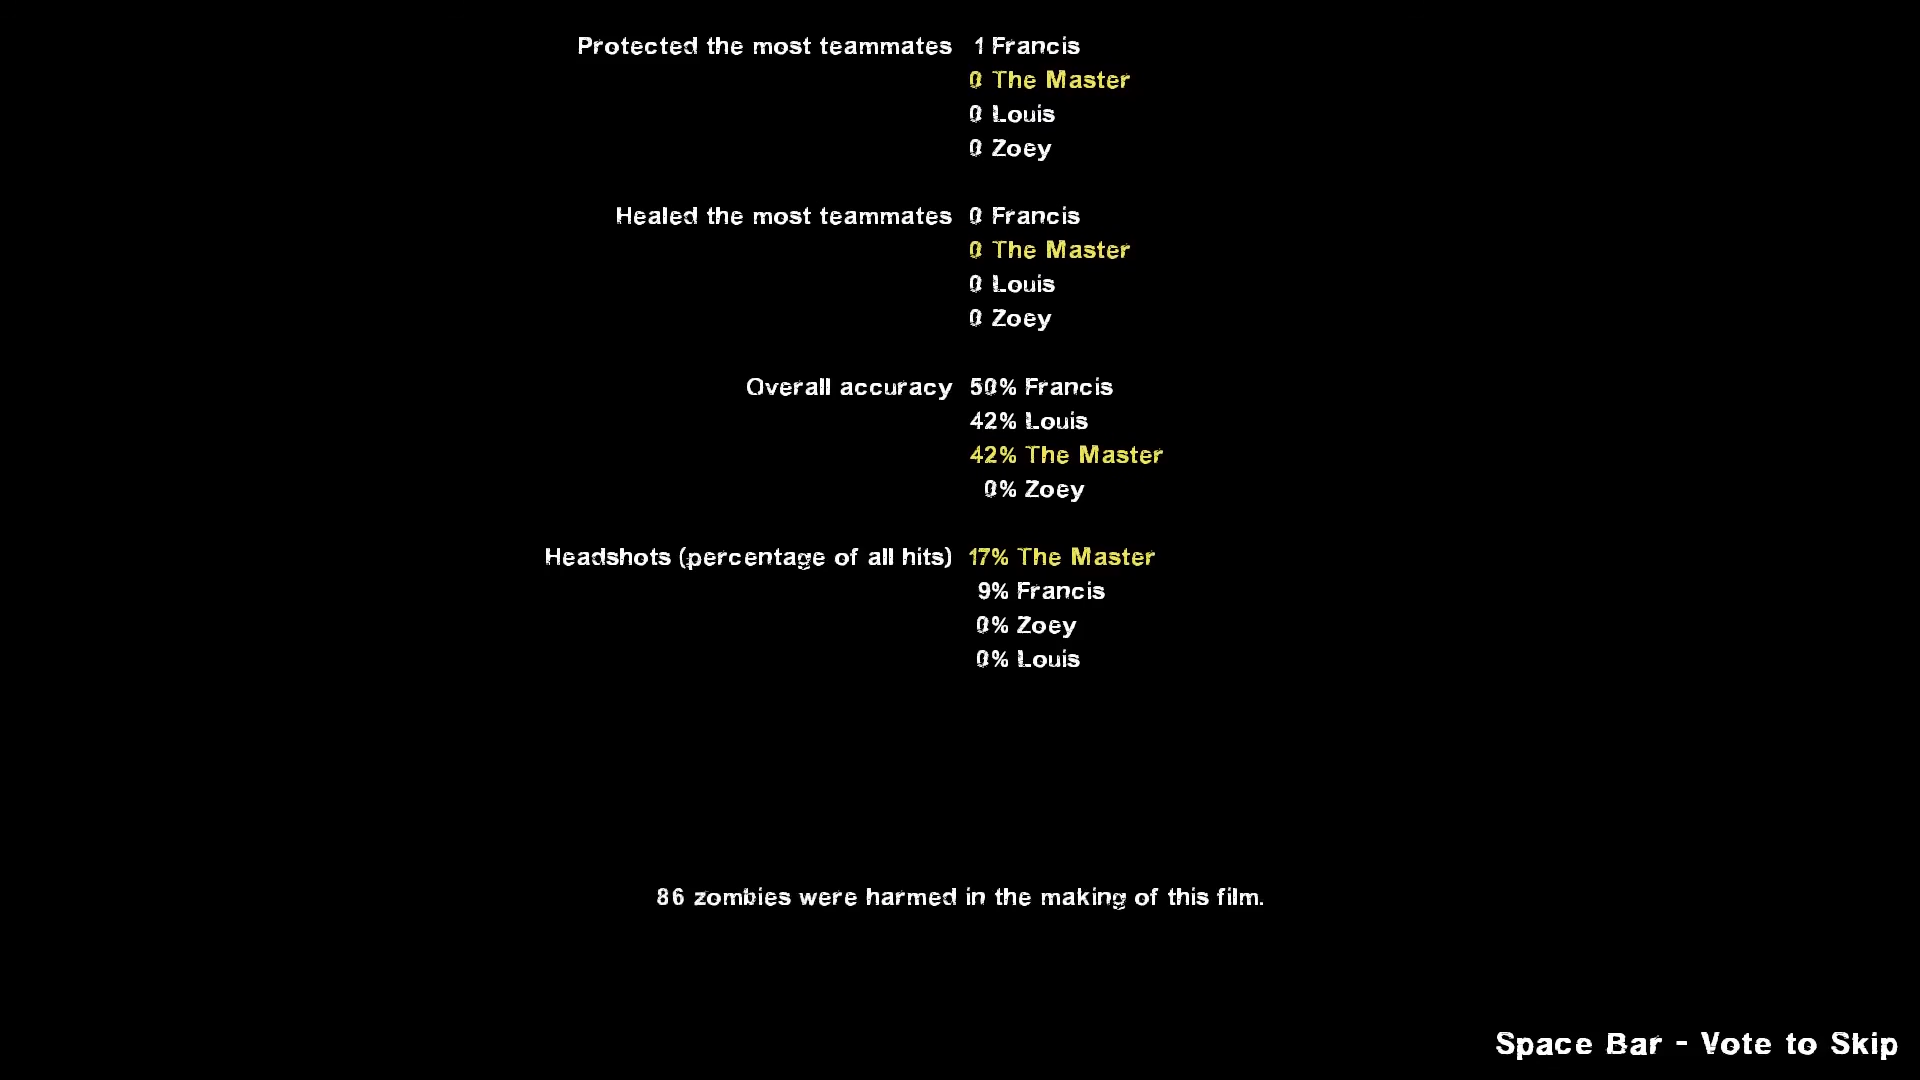 Protected the most teammates 1 Francis
0 The Master
0 Louis
0 Zoey
Healed the most teammates 0 Francis
0 The Master
0 Louis
0 Zoey
Overall accuracy 50% Francis
42% Louis
42% The Master
0% Zoey
Headshots (percentage of all hits) 17% The Master
9% Francis
0% Zoey
0% Louis
86 zombies were harmed in the making of this film.
Space Bar - Vote to Skip